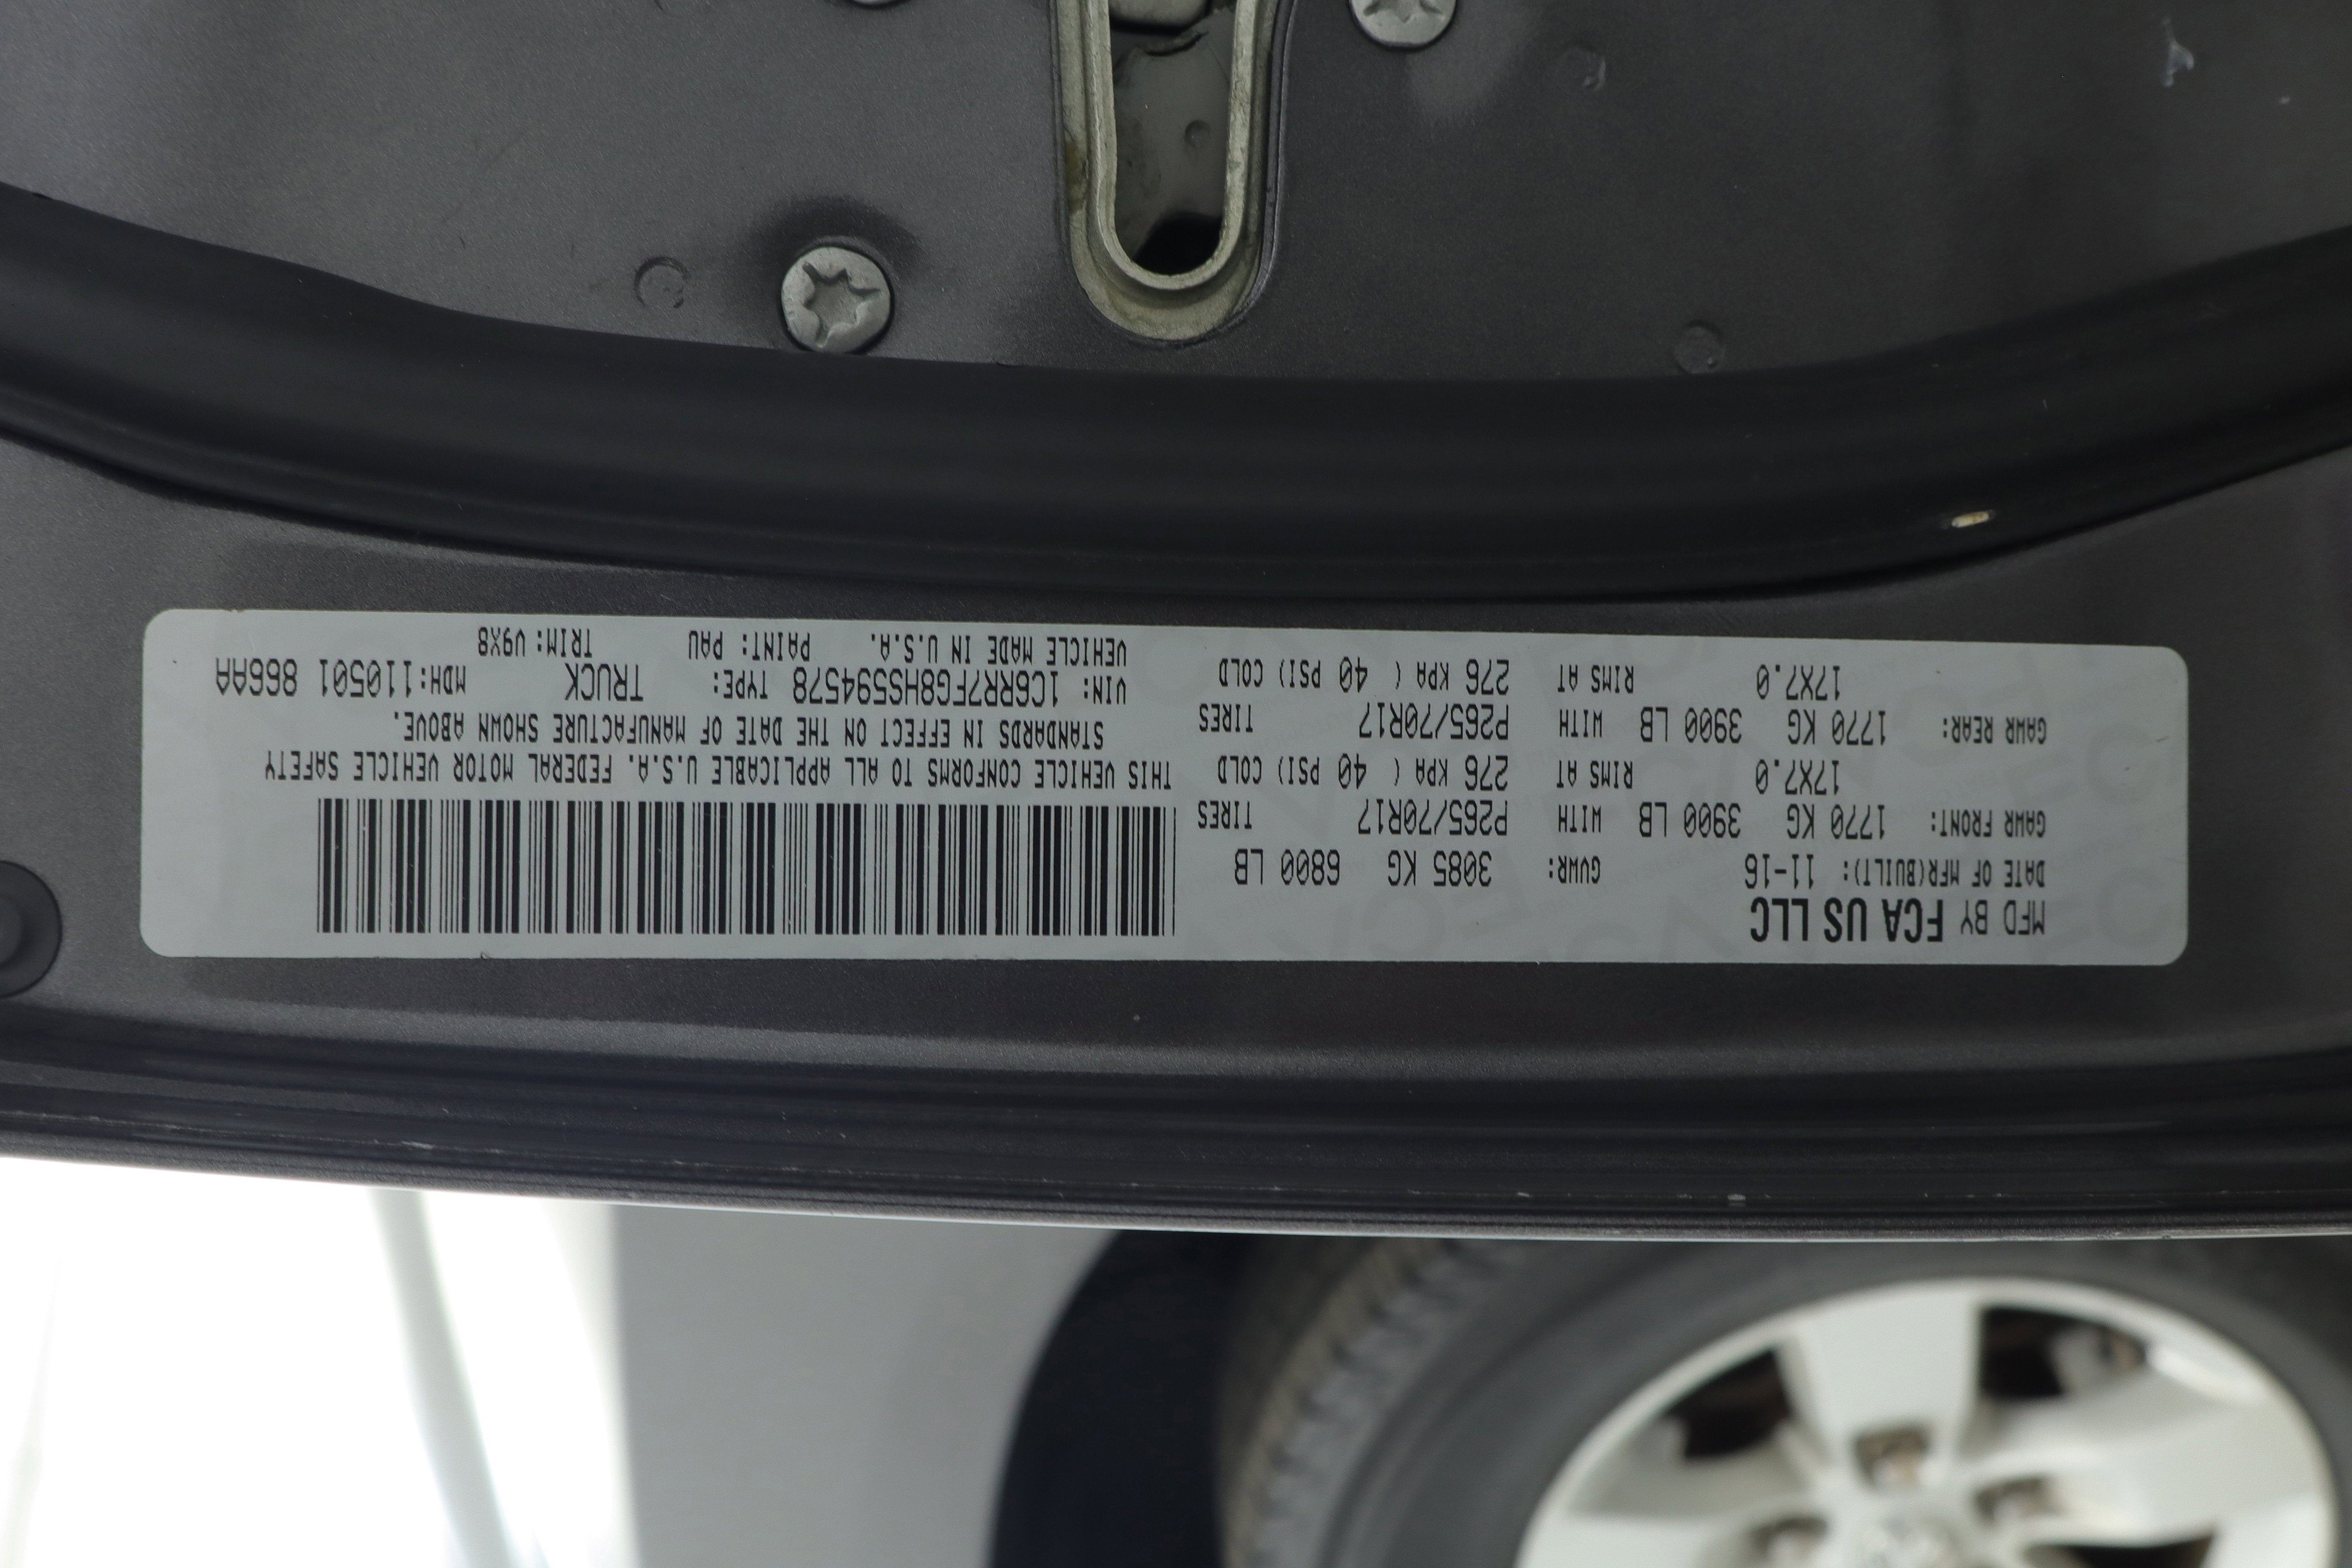 MFD BY FCA US LLC
DATE OF MFR(BUILT): 11-16 GVWR: 3085 KG 6800 LB
GAWR FRONT: 1770 KG 3900 LB WITH P265/70R17 TIRES
17X7.0 RIMS AT 276 KPA ( 40 PSI) COLD
GAWR REAR: 1770 KG 3900 LB WITH P265/70R17 TIRES
17X7.0 RIMS AT 276 KPA ( 40 PSI) COLD
THIS VEHICLE CONFORMS TO ALL APPLICABLE U.S.A. FEDERAL MOTOR VEHICLE SAFETY
STANDARDS IN EFFECT ON THE DATE OF MANUFACTURE SHOWN ABOVE.
VIN: 1C6RR7FG8HS594578 TYPE: TRUCK MDH:110501 866AA
VEHICLE MADE IN U.S.A. PAINT: PAU TRIM:V9X8